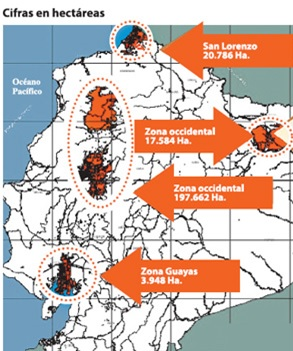 Cifras en hectáreas
San Lorenzo
20.786 Ha.
Océano
Pacífico
Zona occidental
17.584 Ha.
Zona occidental
197.662 Ha.
Zona Guayas
3.948 Ha.